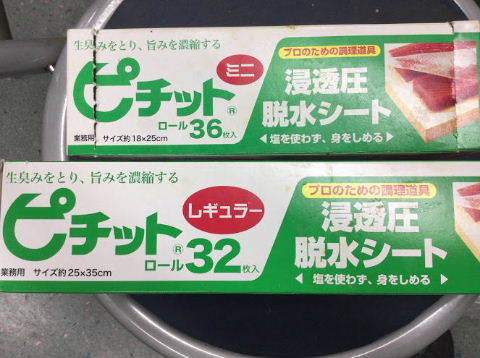 生臭みをとり、旨みを濃縮する
ピチット®
ミニ
ロール36枚入
業務用 サイズ約18×25cm
プロのための調理道具
浸透圧
脱水シート
◀塩を使わず、身をしめる▶
生臭みをとり、旨みを濃縮する
ピチット®
レギュラー
ロール32枚入
業務用 サイズ約25×35cm
プロのための調理道具
浸透圧
脱水シート
◀塩を使わず、身をしめる▶